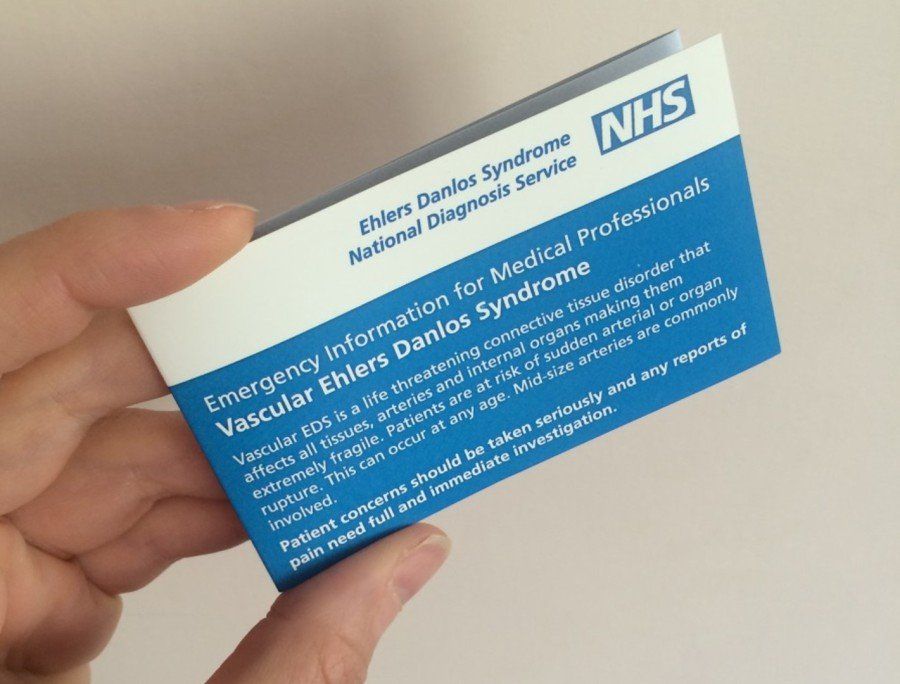 NHS
Ehlers Danlos Syndrome
National Diagnosis Service
Emergency Information for Medical Professionals
Vascular Ehlers Danlos Syndrome
Vascular EDS is a life threatening connective tissue disorder that
affects all tissues, arteries and internal organs making them
extremely fragile. Patients are at risk of sudden arterial or organ
rupture. This can occur at any age. Mid-size arteries are commonly
involved.
Patient concerns should be taken seriously and any reports of
pain need full and immediate investigation.